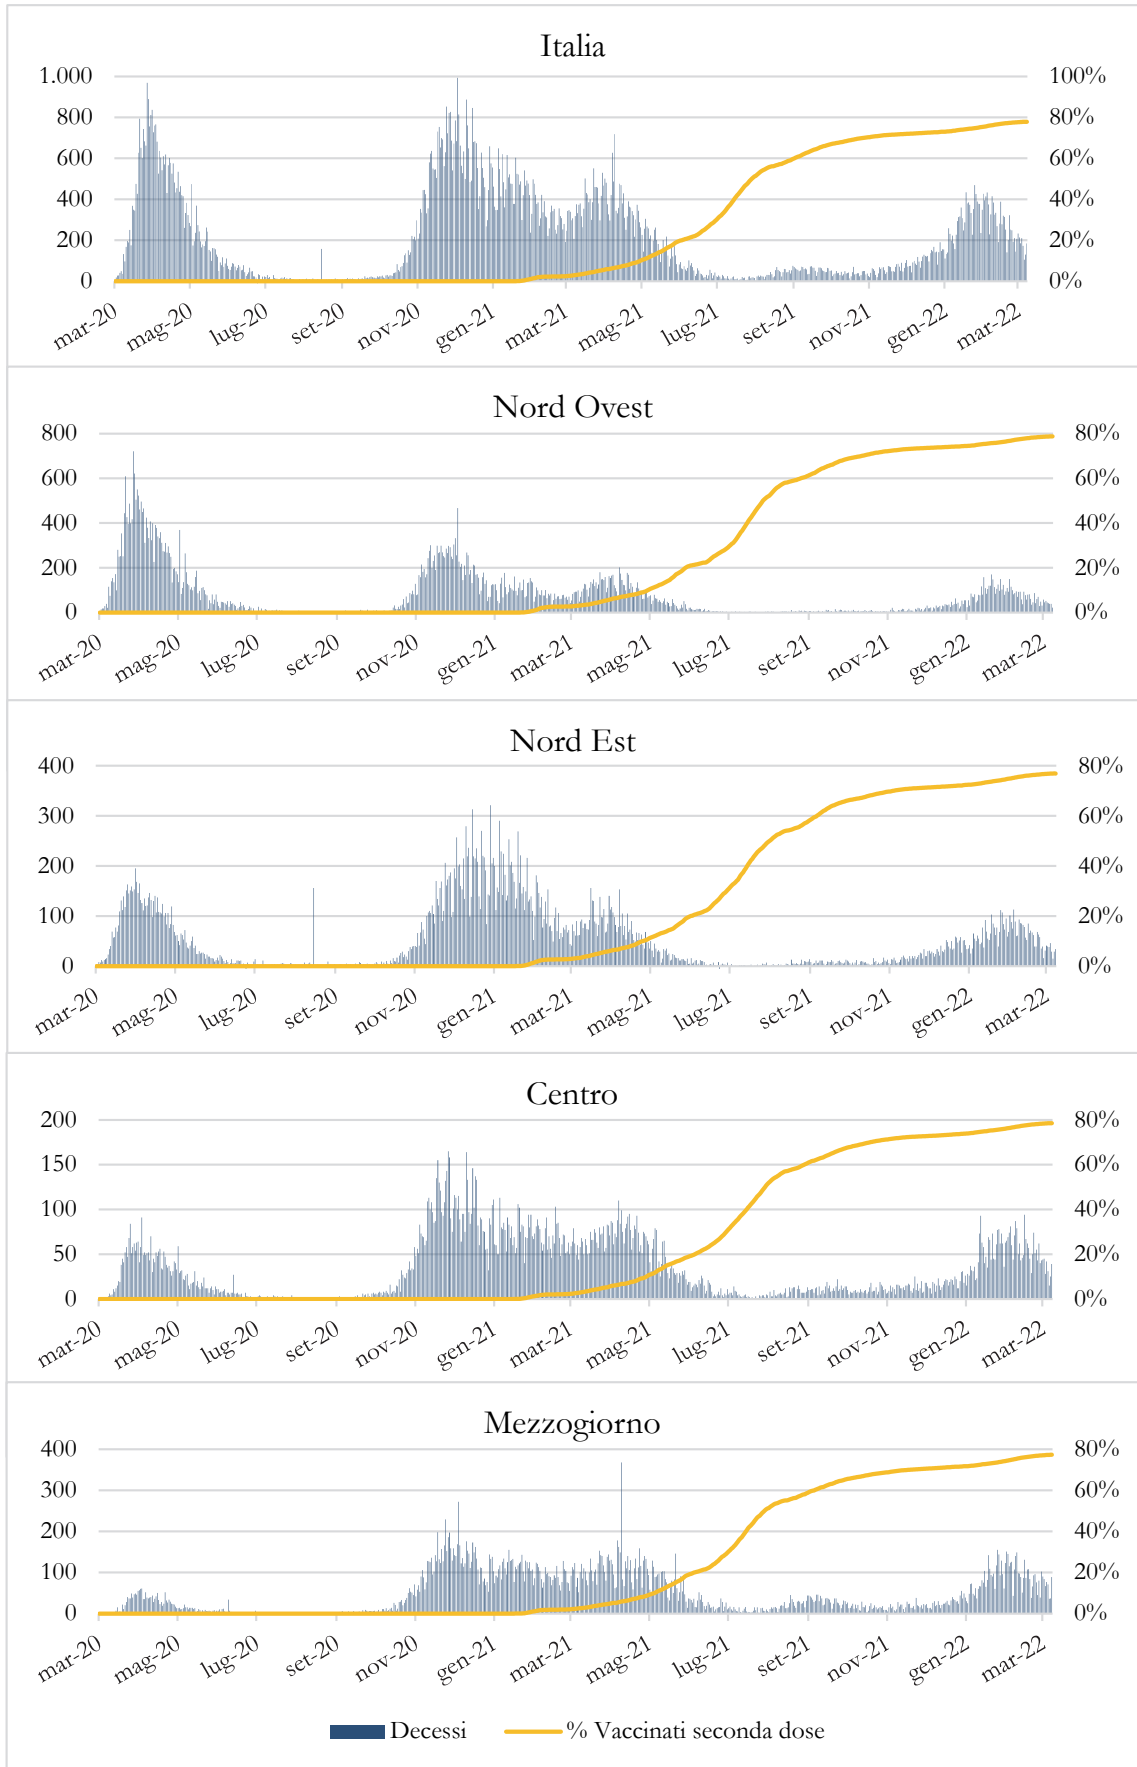 Italia
1.000 100%
800 80%
600 60%
400 40%
200 20%
0 0%
mar-20 mag-20 lug-20 set-20 nov-20 gen-21 mar-21 mag-21 lug-21 set-21 nov-21 gen-22 mar-22
Nord Ovest
800 80%
600 60%
400 40%
200 20%
0 0%
mar-20 mag-20 lug-20 set-20 nov-20 gen-21 mar-21 mag-21 lug-21 set-21 nov-21 gen-22 mar-22
Nord Est
400 80%
300 60%
200 40%
100 20%
0 0%
mar-20 mag-20 lug-20 set-20 nov-20 gen-21 mar-21 mag-21 lug-21 set-21 nov-21 gen-22 mar-22
Centro
200 80%
150 60%
100 40%
50 20%
0 0%
mar-20 mag-20 lug-20 set-20 nov-20 gen-21 mar-21 mag-21 lug-21 set-21 nov-21 gen-22 mar-22
Mezzogiorno
400 80%
300 60%
200 40%
100 20%
0 0%
mar-20 mag-20 lug-20 set-20 nov-20 gen-21 mar-21 mag-21 lug-21 set-21 nov-21 gen-22 mar-22
Decessi % Vaccinati seconda dose